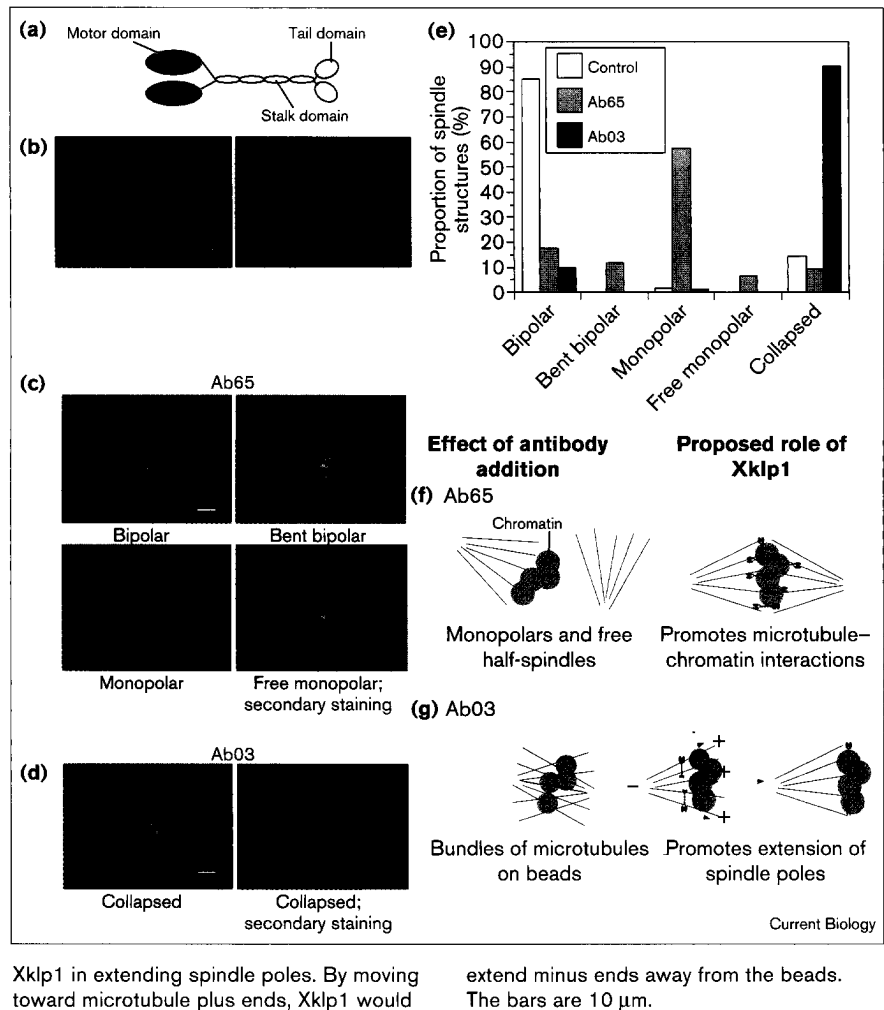 (a)
Motor domain
Tail domain
Stalk domain
(b)
(c)
Ab65
Bipolar
Bent bipolar
Monopolar
Free monopolar;
secondary staining
(d)
Ab03
Collapsed
Collapsed;
secondary staining
(e)
Proportion of spindle
structures (%)
100
90
80
70
60
50
40
30
20
10
0
Control
Ab65
Ab03
Bipolar
Bent bipolar
Monopolar
Free monopolar
Collapsed
Effect of antibody
addition
Proposed role of
Xklp1
(f) Ab65
Chromatin
Monopolars and free
half-spindles
Promotes microtubule–
chromatin interactions
(g) Ab03
+
–
+
+
Bundles of microtubules
on beads
Promotes extension of
spindle poles
Current Biology
Xklp1 in extending spindle poles. By moving
toward microtubule plus ends, Xklp1 would
extend minus ends away from the beads.
The bars are 10 μm.